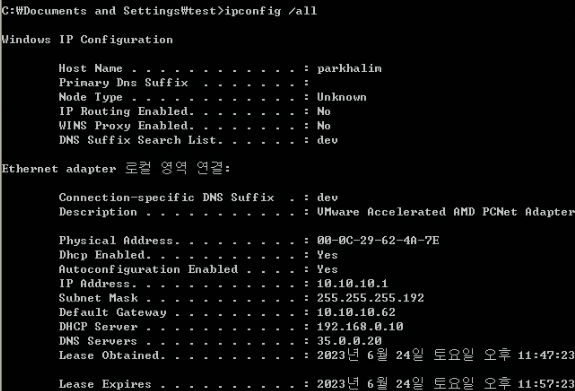 C:₩Documents and Settings₩test>ipconfig /all
Windows IP Configuration
Host Name . . . . . . . . . . . . : parkhalim
Primary Dns Suffix  . . . . . . . :
Node Type . . . . . . . . . . . . : Unknown
IP Routing Enabled. . . . . . . . : No
WINS Proxy Enabled. . . . . . . . : No
DNS Suffix Search List. . . . . . : dev
Ethernet adapter 로컬 영역 연결:
Connection-specific DNS Suffix  . : dev
Description . . . . . . . . . . . : VMware Accelerated AMD PCNet Adapter
Physical Address. . . . . . . . . : 00-0C-29-62-4A-7E
Dhcp Enabled. . . . . . . . . . . : Yes
Autoconfiguration Enabled . . . . : Yes
IP Address. . . . . . . . . . . . : 10.10.10.1
Subnet Mask . . . . . . . . . . . : 255.255.255.192
Default Gateway . . . . . . . . . : 10.10.10.62
DHCP Server . . . . . . . . . . . : 192.168.0.10
DNS Servers . . . . . . . . . . . : 35.0.0.20
Lease Obtained. . . . . . . . . . : 2023년 6월 24일 토요일 오후 11:47:23
Lease Expires . . . . . . . . . . : 2023년 6월 24일 토요일 오후 11:57:23